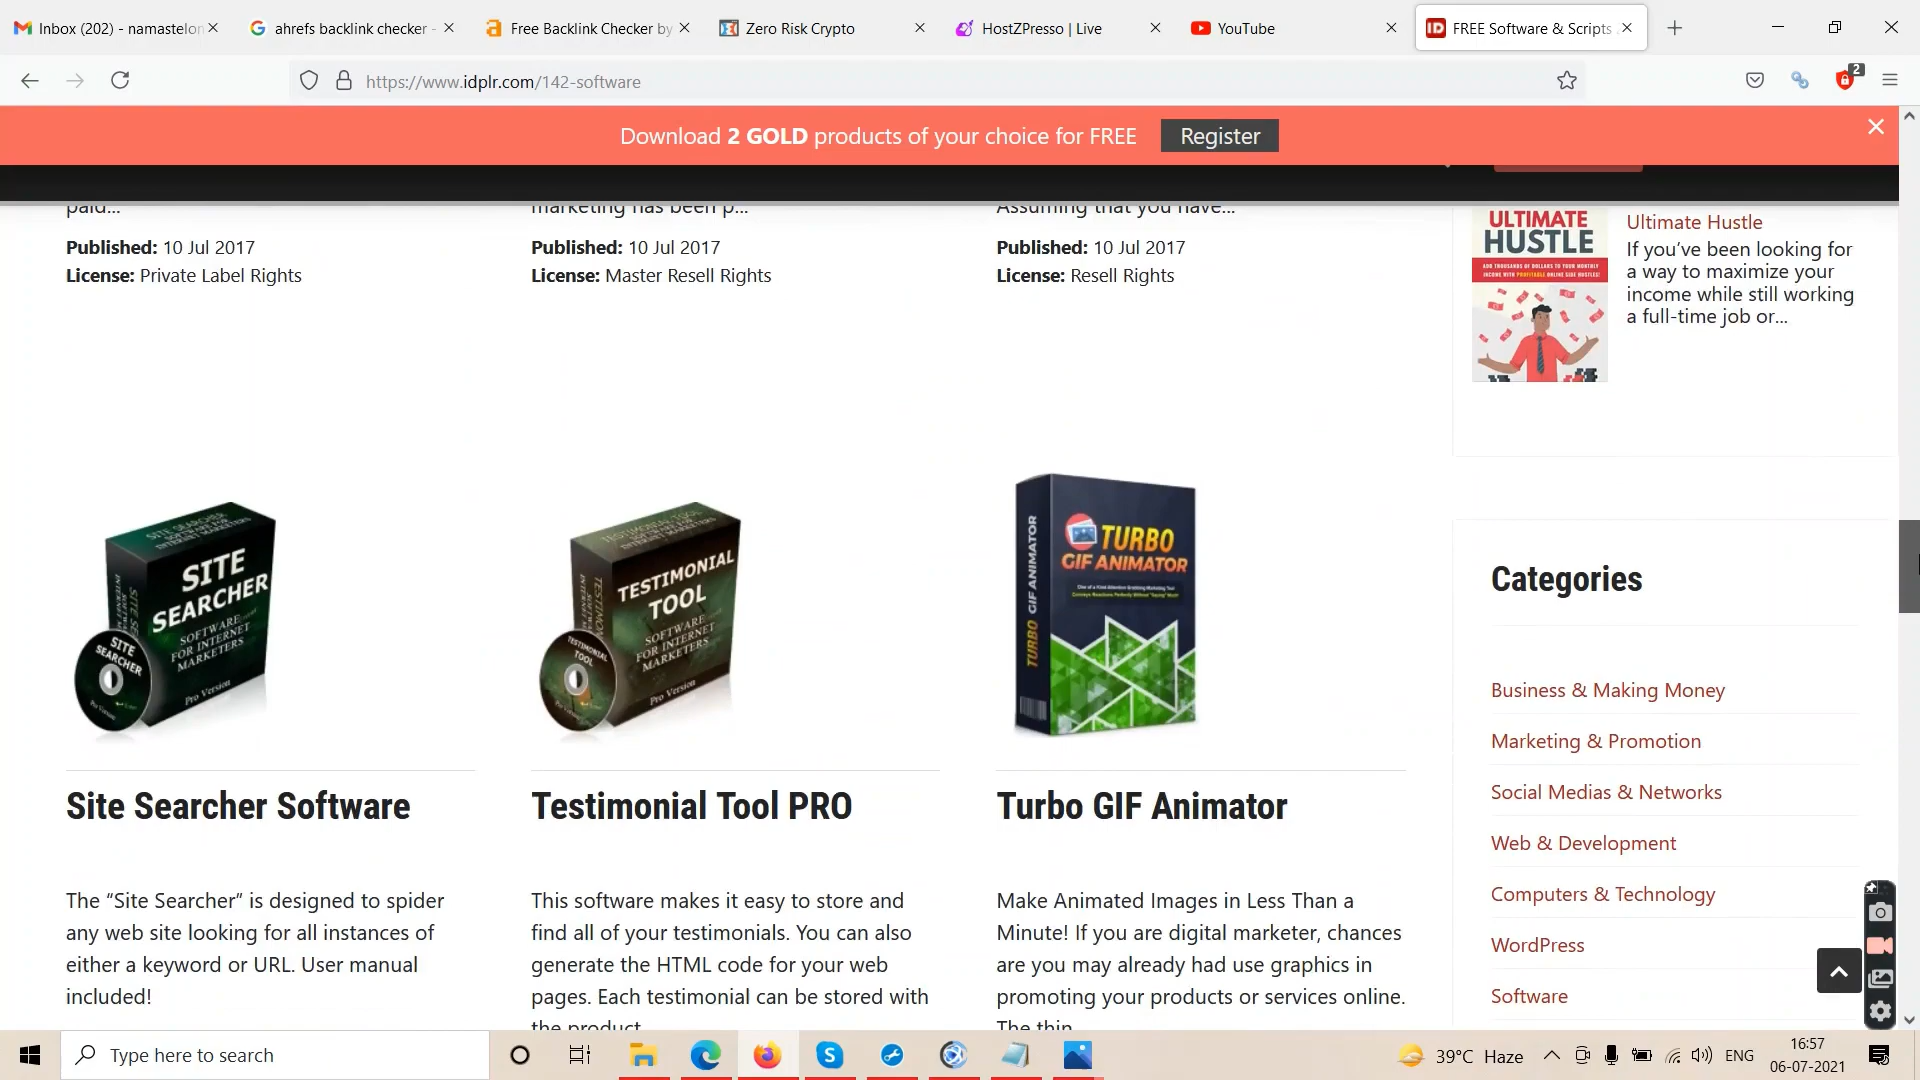 Inbox (202) - namastelon
ahrefs backlink checker -
Free Backlink Checker by
Zero Risk Crypto
HostZPresso | Live
YouTube
FREE Software & Scripts
https://www.idplr.com/142-software
2
Download 2 GOLD products of your choice for FREE
Register
paid...
marketing has been p...
Assuming that you have...
Published: 10 Jul 2017
License: Private Label Rights
Published: 10 Jul 2017
License: Master Resell Rights
Published: 10 Jul 2017
License: Resell Rights
ULTIMATE
HUSTLE
ADD THOUSANDS OF DOLLARS TO YOUR MONTHLY
INCOME WITH PROFITABLE ONLINE SIDE HUSTLES!
Ultimate Hustle
If you’ve been looking for
a way to maximize your
income while still working
a full-time job or...
SITE SEARCHER
SOFTWARE FOR
INTERNET MARKETERS
SITE
SEARCHER
SOFTWARE
FOR INTERNET
MARKETERS
Pro Version
SITE
SEARCHER
TESTIMONIAL TOOL
SOFTWARE FOR
INTERNET MARKETERS
TESTIMONIAL
TOOL
SOFTWARE
FOR INTERNET
MARKETERS
Pro Version
TESTIMONIAL
TOOL
TURBO GIF ANIMATOR
TURBO
GIF ANIMATOR
Site Searcher Software
The “Site Searcher” is designed to spider
any web site looking for all instances of
either a keyword or URL. User manual
included!
Testimonial Tool PRO
This software makes it easy to store and
find all of your testimonials. You can also
generate the HTML code for your web
pages. Each testimonial can be stored with
the product
Turbo GIF Animator
Make Animated Images in Less Than a
Minute! If you are digital marketer, chances
are you may already had use graphics in
promoting your products or services online.
The thin
Categories
Business & Making Money
Marketing & Promotion
Social Medias & Networks
Web & Development
Computers & Technology
WordPress
Software
Type here to search
39°C Haze
ENG
16:57
06-07-2021